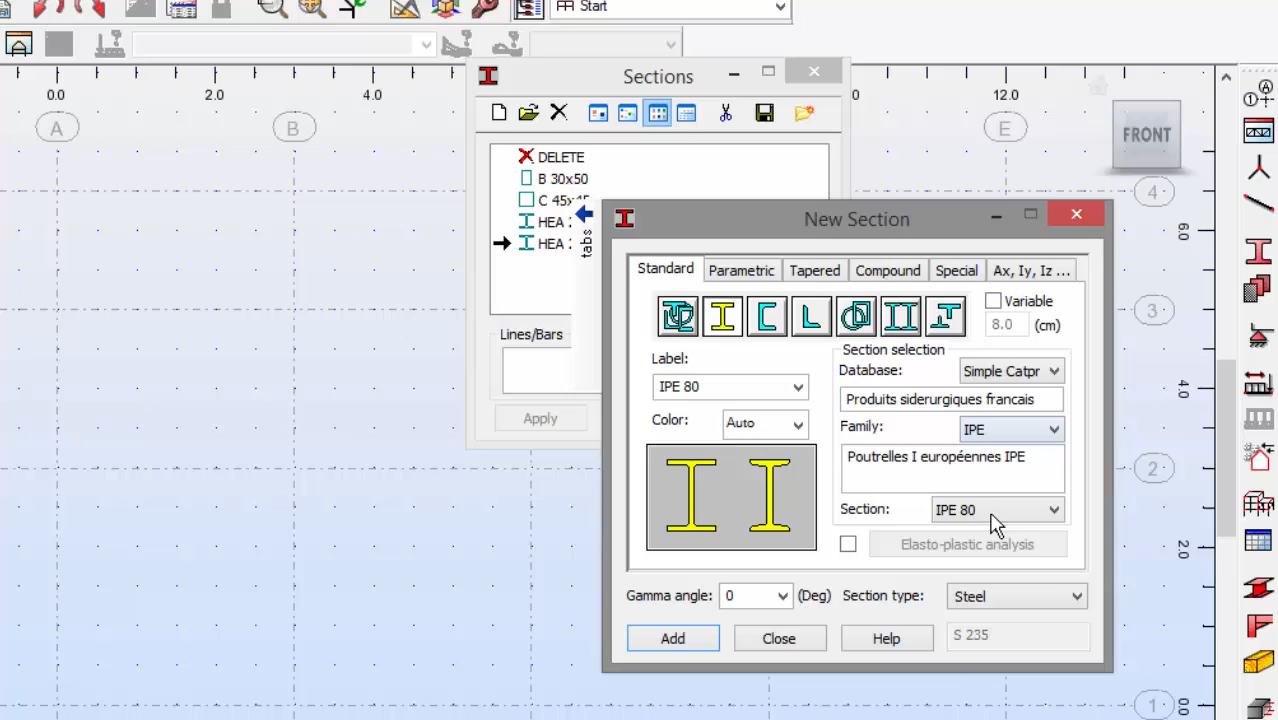 Start
0.0
2.0
4.0
0
12.0
A
B
E
FRONT
4
6.0
3
4.0
2
2.0
1
0.0
Sections
DELETE
B 30x50
C 45x45
HEA 2
HEA 2
tabs
Lines/Bars
Apply
New Section
Standard
Parametric
Tapered
Compound
Special
Ax, Iy, Iz ...
Variable
8.0
(cm)
Label:
IPE 80
Color:
Auto
Section selection
Database:
Simple Catpr
Produits siderurgiques francais
Family:
IPE
Poutrelles I européennes IPE
Section:
IPE 80
Elasto-plastic analysis
Gamma angle:
0
(Deg)
Section type:
Steel
Add
Close
Help
S 235